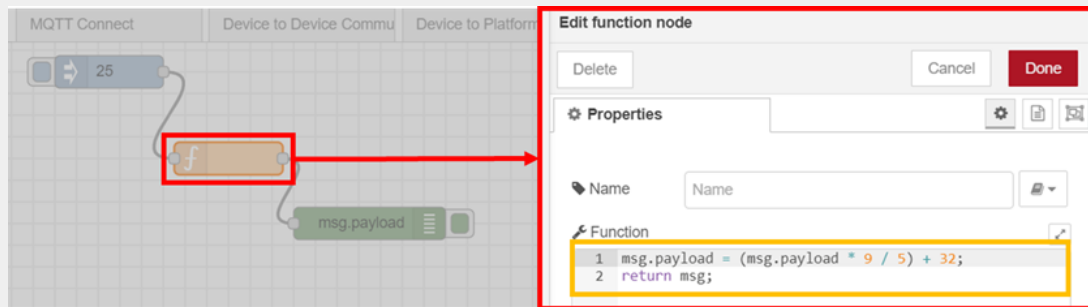 MQTT Connect
Device to Device Commu
Device to Platform
25
f
msg.payload
Edit function node
Delete
Cancel
Done
Properties
Name
Name
Function
1 msg.payload = (msg.payload * 9 / 5) + 32;
2 return msg;